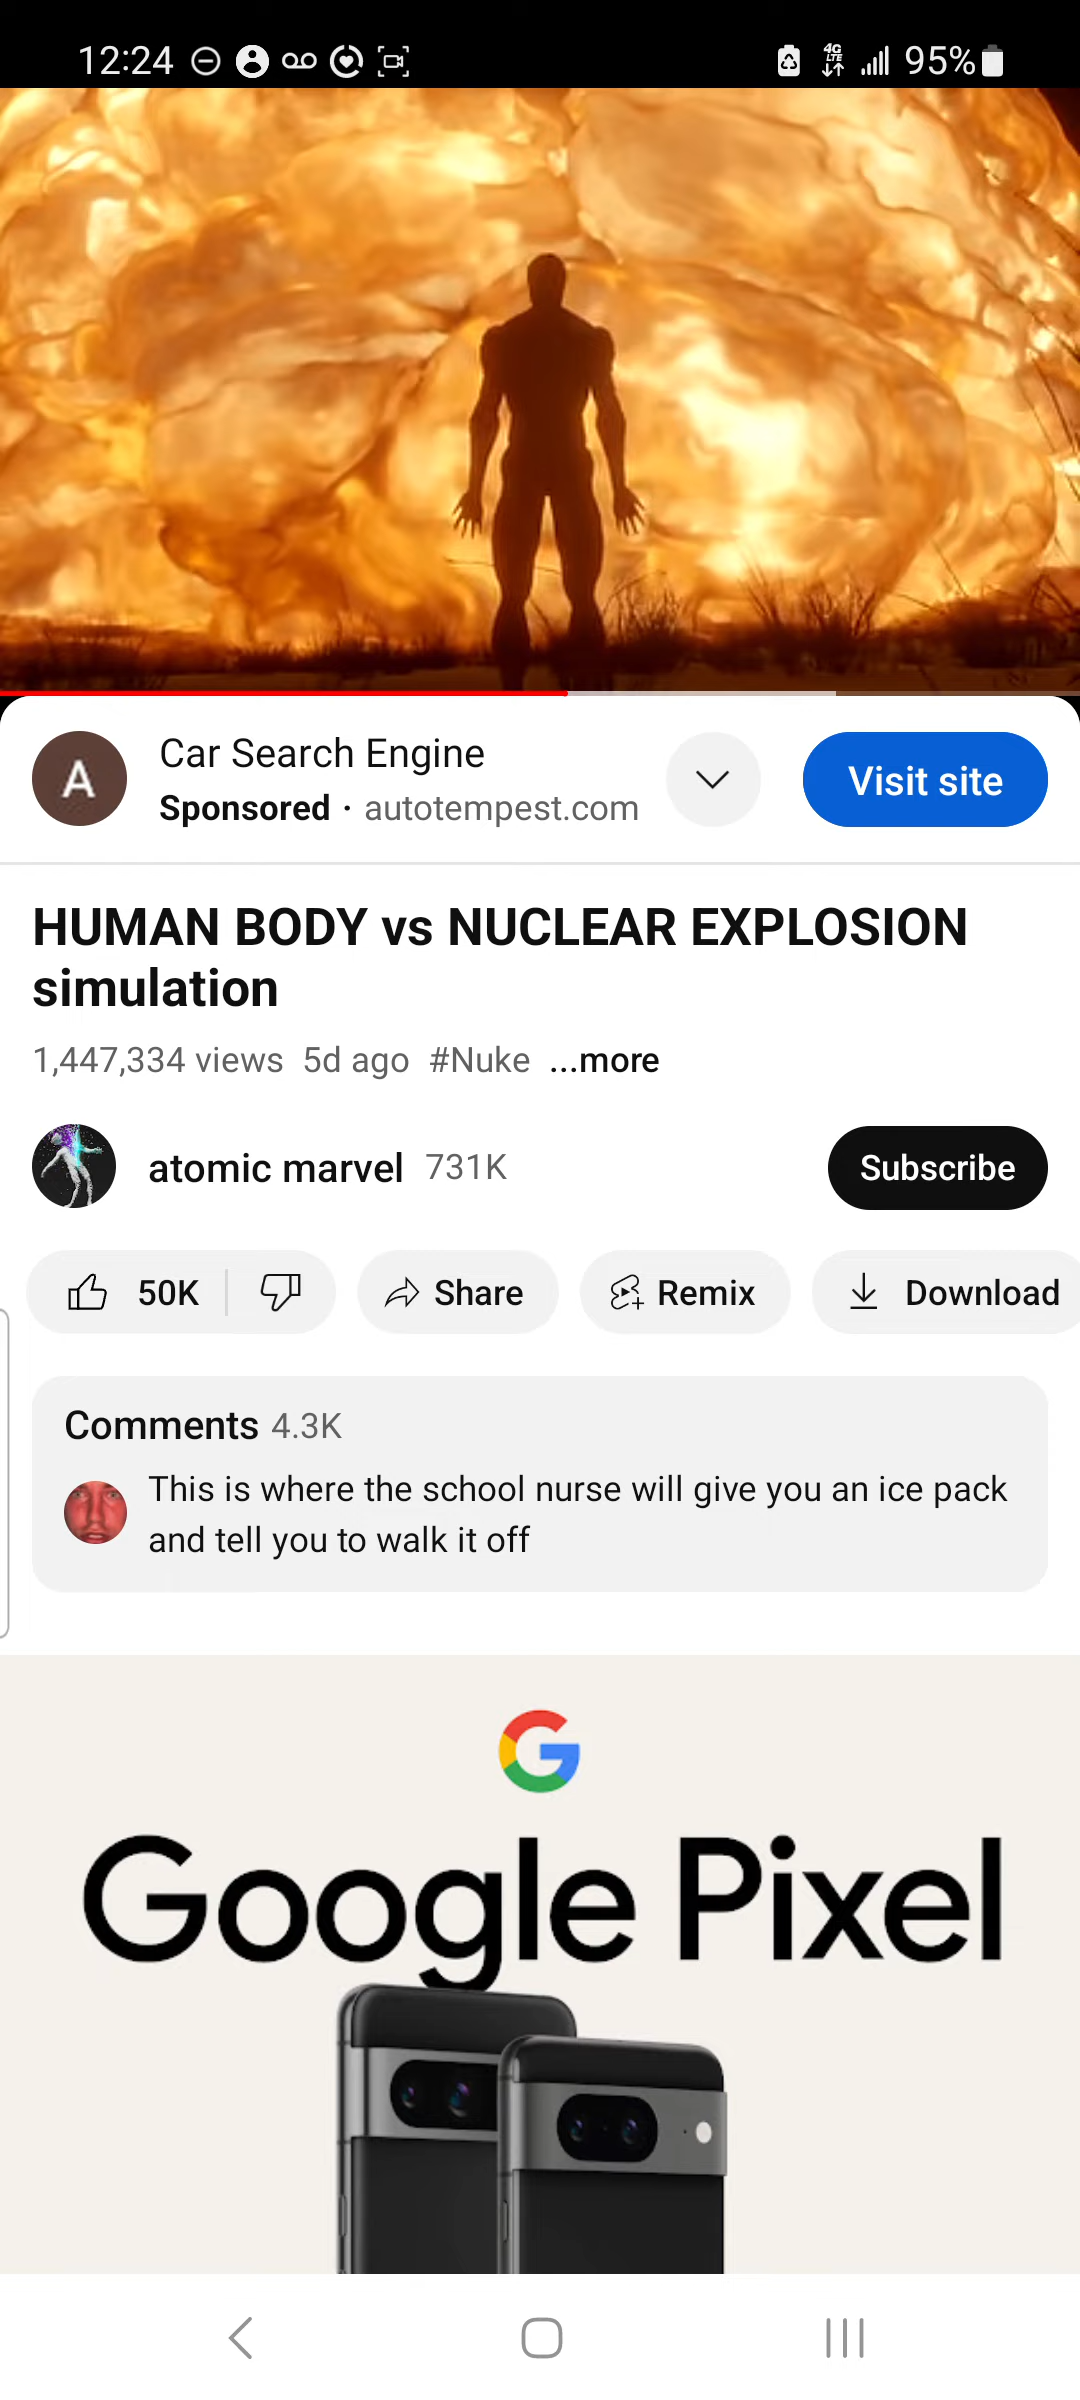 12:24 4G LTE 95%
A Car Search Engine
Sponsored · autotempest.com
Visit site
HUMAN BODY vs NUCLEAR EXPLOSION
simulation
1,447,334 views 5d ago #Nuke ...more
atomic marvel 731K Subscribe
50K Share Remix Download
Comments 4.3K
This is where the school nurse will give you an ice pack
and tell you to walk it off
G
Google Pixel